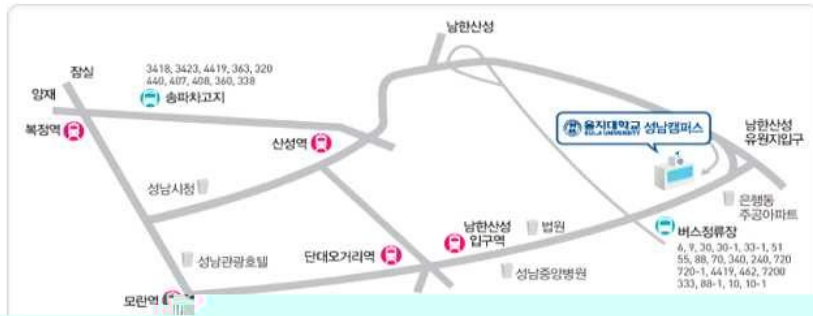 남한산성
잠실
3418, 3423, 4419, 363, 320
440, 407, 408, 360, 338
양재
송파차고지
복정역
산성역
을지대학교 성남캠퍼스
EULJI UNIVERSITY
남한산성
유원지입구
성남시청
은행동
주공아파트
남한산성
입구역
법원
버스정류장
6, 9, 30, 30-1, 33-1, 51
55, 88, 70, 340, 240, 720
720-1, 4419, 462, 7200
333, 88-1, 10, 10-1
성남관광호텔
단대오거리역
성남중앙병원
모란역